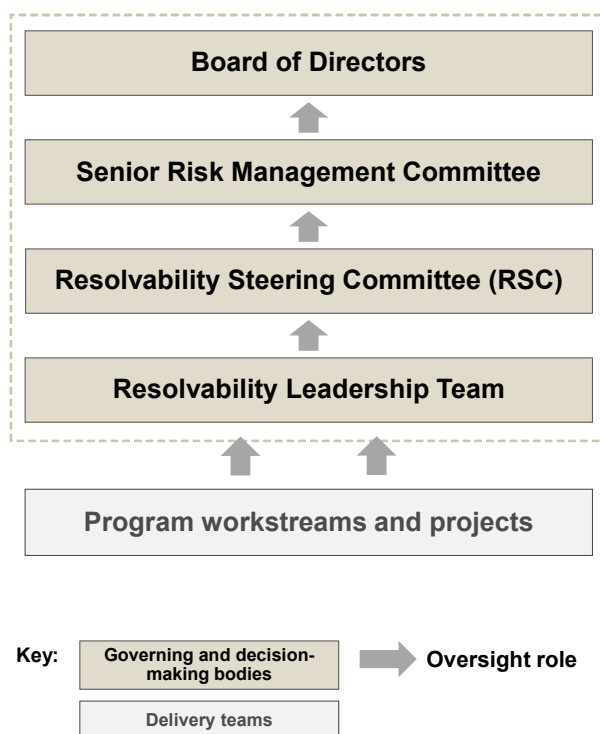 Board of Directors
Senior Risk Management Committee
Resolvability Steering Committee (RSC)
Resolvability Leadership Team
Program workstreams and projects
Key:
Governing and decision-
making bodies
Oversight role
Delivery teams